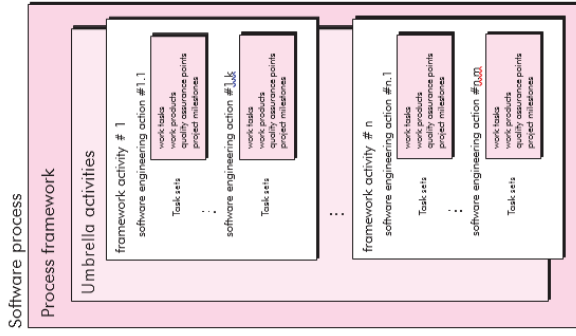 Software process
Process framework
Umbrella activities
framework activity # 1
software engineering action #1.1
Task sets
work tasks
work products
quality assurance points
project milestones
software engineering action #1.k
Task sets
work tasks
work products
quality assurance points
project milestones
framework activity # n
software engineering action #n.1
Task sets
work tasks
work products
quality assurance points
project milestones
software engineering action #n.m
Task sets
work tasks
work products
quality assurance points
project milestones